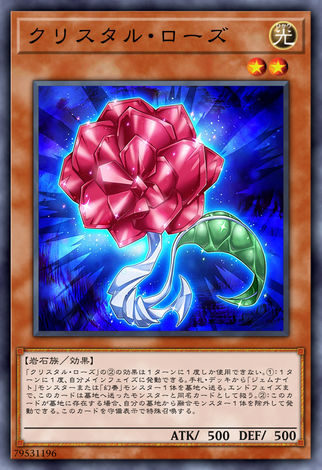 クリスタル・ローズ
光
【岩石族／効果】
「クリスタル・ローズ」の②の効果は１ターンに１度しか使用できない。①：１
ターンに１度、自分メインフェイズに発動できる。手札・デッキから「ジェムナイ
ト」モンスターまたは「幻奏」モンスター１体を墓地へ送る。エンドフェイズま
で、このカードは墓地へ送ったモンスターと同名カードとして扱う。②：このカー
ドが墓地に存在する場合、自分の墓地から融合モンスター１体を除外して発
動できる。このカードを守備表示で特殊召喚する。
ATK/ 500 DEF/ 500
79531196